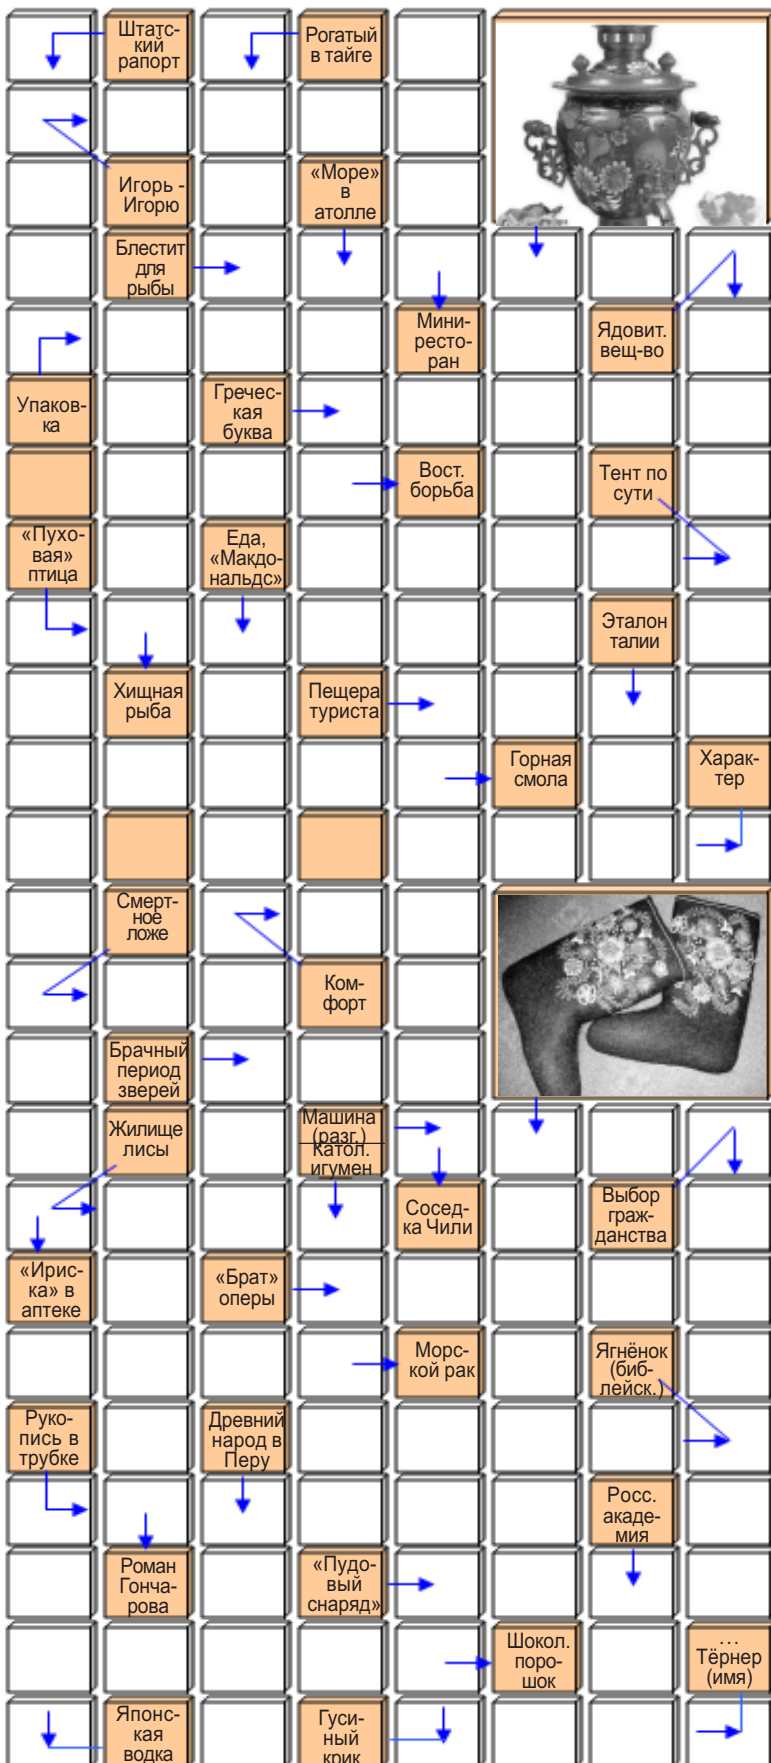 Штатс-
кий
рапорт
Рогатый
в тайге
Игорь -
Игорю
«Море»
в
атолле
Блестит
для
рыбы
Мини-
ресто-
ран
Ядовит.
вещ-во
Упаков-
ка
Гречес-
кая
буква
Вост.
борьба
Тент по
сути
«Пухо-
вая»
птица
Еда,
«Макдо-
нальдс»
Эталон
талии
Хищная
рыба
Пещера
туриста
Горная
смола
Харак-
тер
Смерт-
ное
ложе
Ком-
форт
Брачный
период
зверей
Жилище
лисы
Машина
(разг.)
Катол.
игумен
Сосед-
ка Чили
Выбор
граж-
данства
«Ирис-
ка» в
аптеке
«Брат»
оперы
Морс-
кой рак
Ягнёнок
(биб-
лейск.)
Руко-
пись в
трубке
Древний
народ в
Перу
Росс.
акаде-
мия
Роман
Гонча-
рова
«Пудо-
вый
снаряд»
Шокол.
поро-
шок
...
Тёрнер
(имя)
Японс-
кая
водка
Гуси-
ный
крик